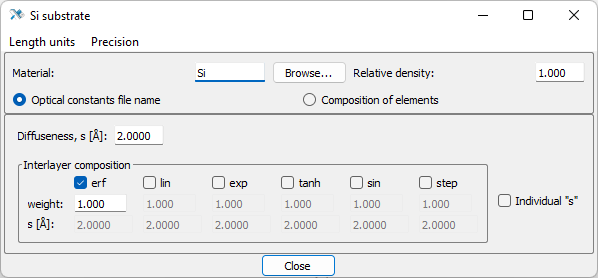 Si substrate
Length units Precision
Material: Si Browse... Relative density: 1.000
Optical constants file name Composition of elements
Diffuseness, s [Å]: 2.0000
Interlayer composition
erf lin exp tanh sin step
weight: 1.000 1.000 1.000 1.000 1.000 1.000
Individual "s"
s [Å]: 2.0000 2.0000 2.0000 2.0000 2.0000 2.0000
Close